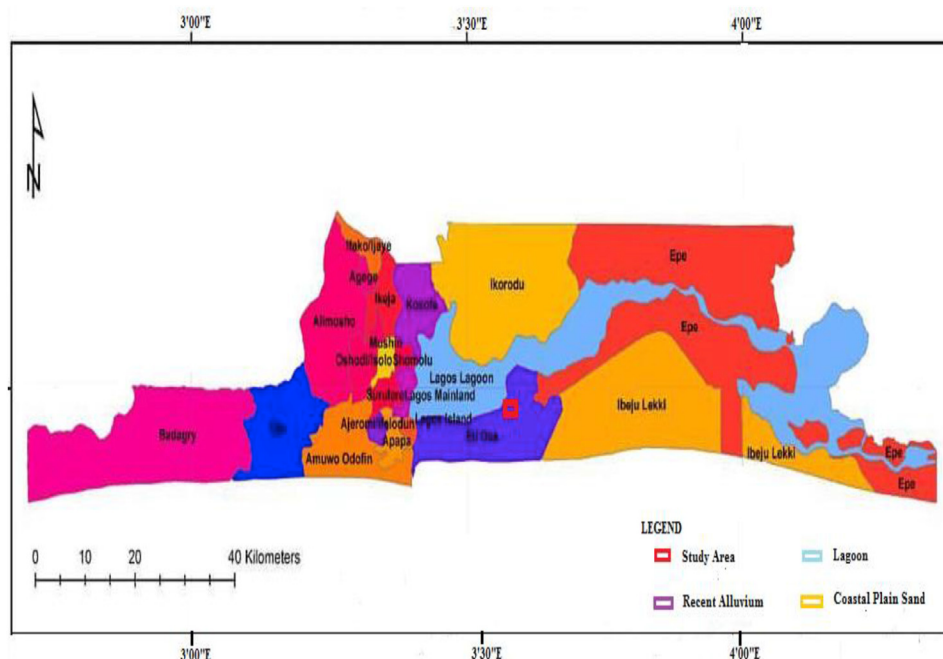 3'00"E 3'30"E 4'00"E
N
Ifako/Ijaye
Agege
Ikeja
Kosofe
Ikorodu
Epe
Alimosho
Mushin
Oshodi/Isolo
Shomolu
Epe
Lagos Lagoon
Surulere
Lagos Mainland
Ibeju Lekki
Badagry
Ajeromi/Ifelodun
Lagos Island
Apapa
Eti Osa
Amuwo Odofin
Ibeju Lekki
Epe
Epe
0 10 20 40 Kilometers
LEGEND
Study Area
Lagoon
Recent Alluvium
Coastal Plain Sand
3'00"E 3'30"E 4'00"E